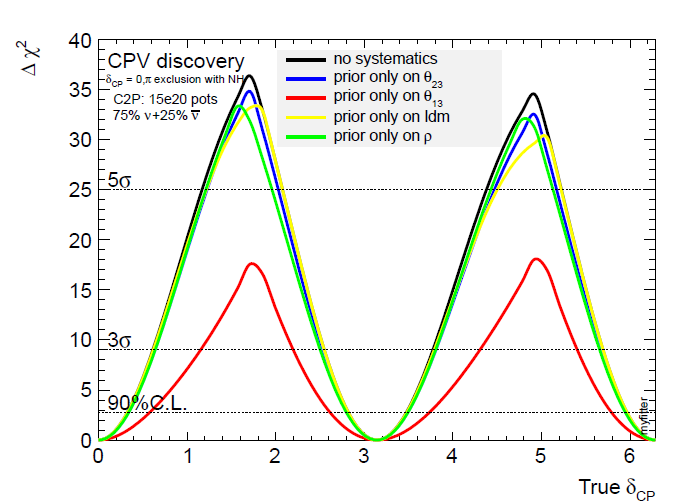 Δ χ²
40
35
30
25
20
15
10
5
0
CPV discovery
δCP = 0,π exclusion with NH
C2P: 15e20 pots
75% ν+25% ν̅
no systematics
prior only on θ23
prior only on θ13
prior only on ldm
prior only on ρ
5σ
3σ
90%C.L.
myfitter
0 1 2 3 4 5 6
True δCP